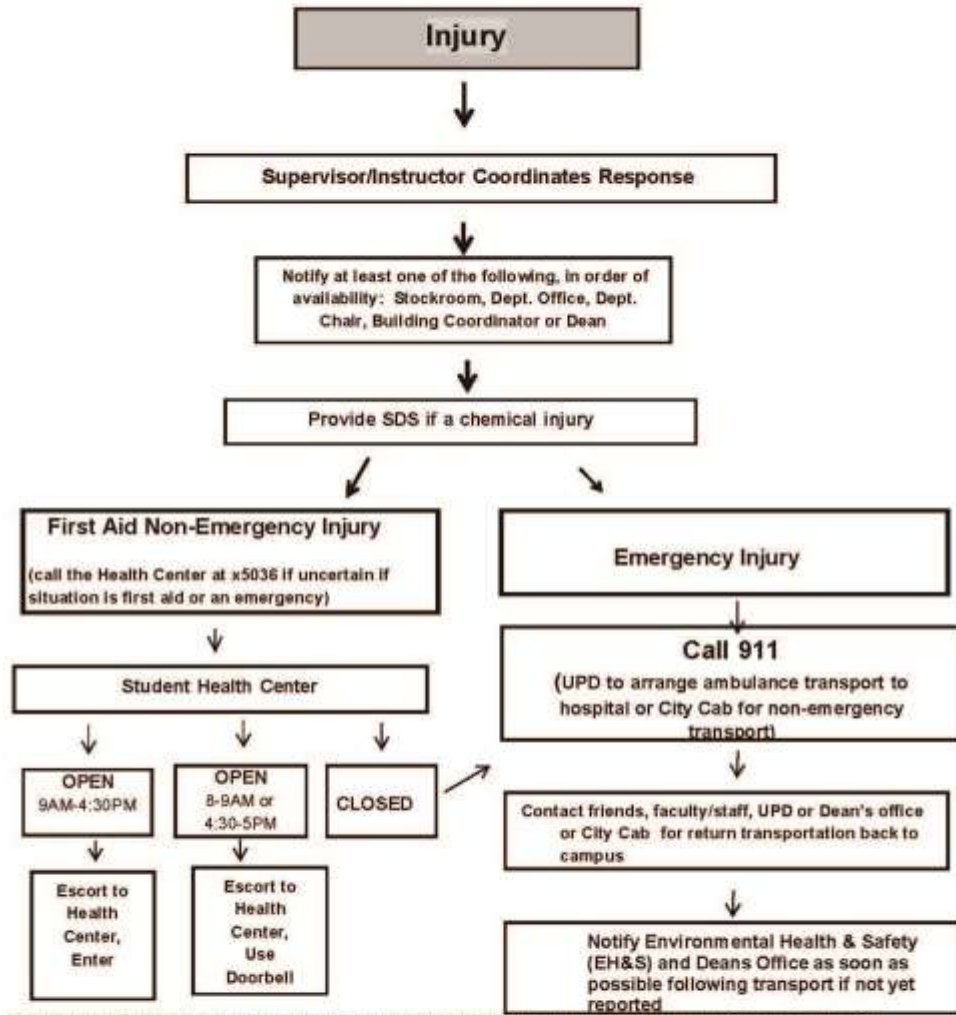 Injury
Supervisor/Instructor Coordinates Response
Notify at least one of the following, in order of
availability: Stockroom, Dept. Office, Dept.
Chair, Building Coordinator or Dean
Provide SDS if a chemical injury
First Aid Non-Emergency Injury
(call the Health Center at x5036 if uncertain if
situation is first aid or an emergency)
Emergency Injury
Student Health Center
Call 911
(UPD to arrange ambulance transport to
hospital or City Cab for non-emergency
transport)
OPEN
9AM-4:30PM
OPEN
8-9AM or
4:30-5PM
CLOSED
Contact friends, faculty/staff, UPD or Dean's office
or City Cab for return transportation back to
campus
Escort to
Health
Center,
Enter
Escort to
Health
Center,
Use
Doorbell
Notify Environmental Health & Safety
(EH&S) and Deans Office as soon as
possible following transport if not yet
reported